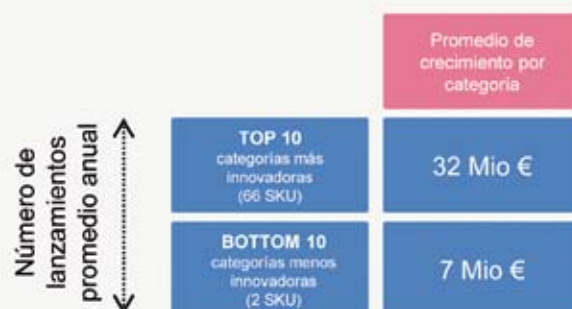 Promedio de
crecimiento por
categoría
Número de
lanzamientos
promedio anual
TOP 10
categorías más
innovadoras
(66 SKU)
32 Mio €
BOTTOM 10
categorías menos
innovadoras
(2 SKU)
7 Mio €